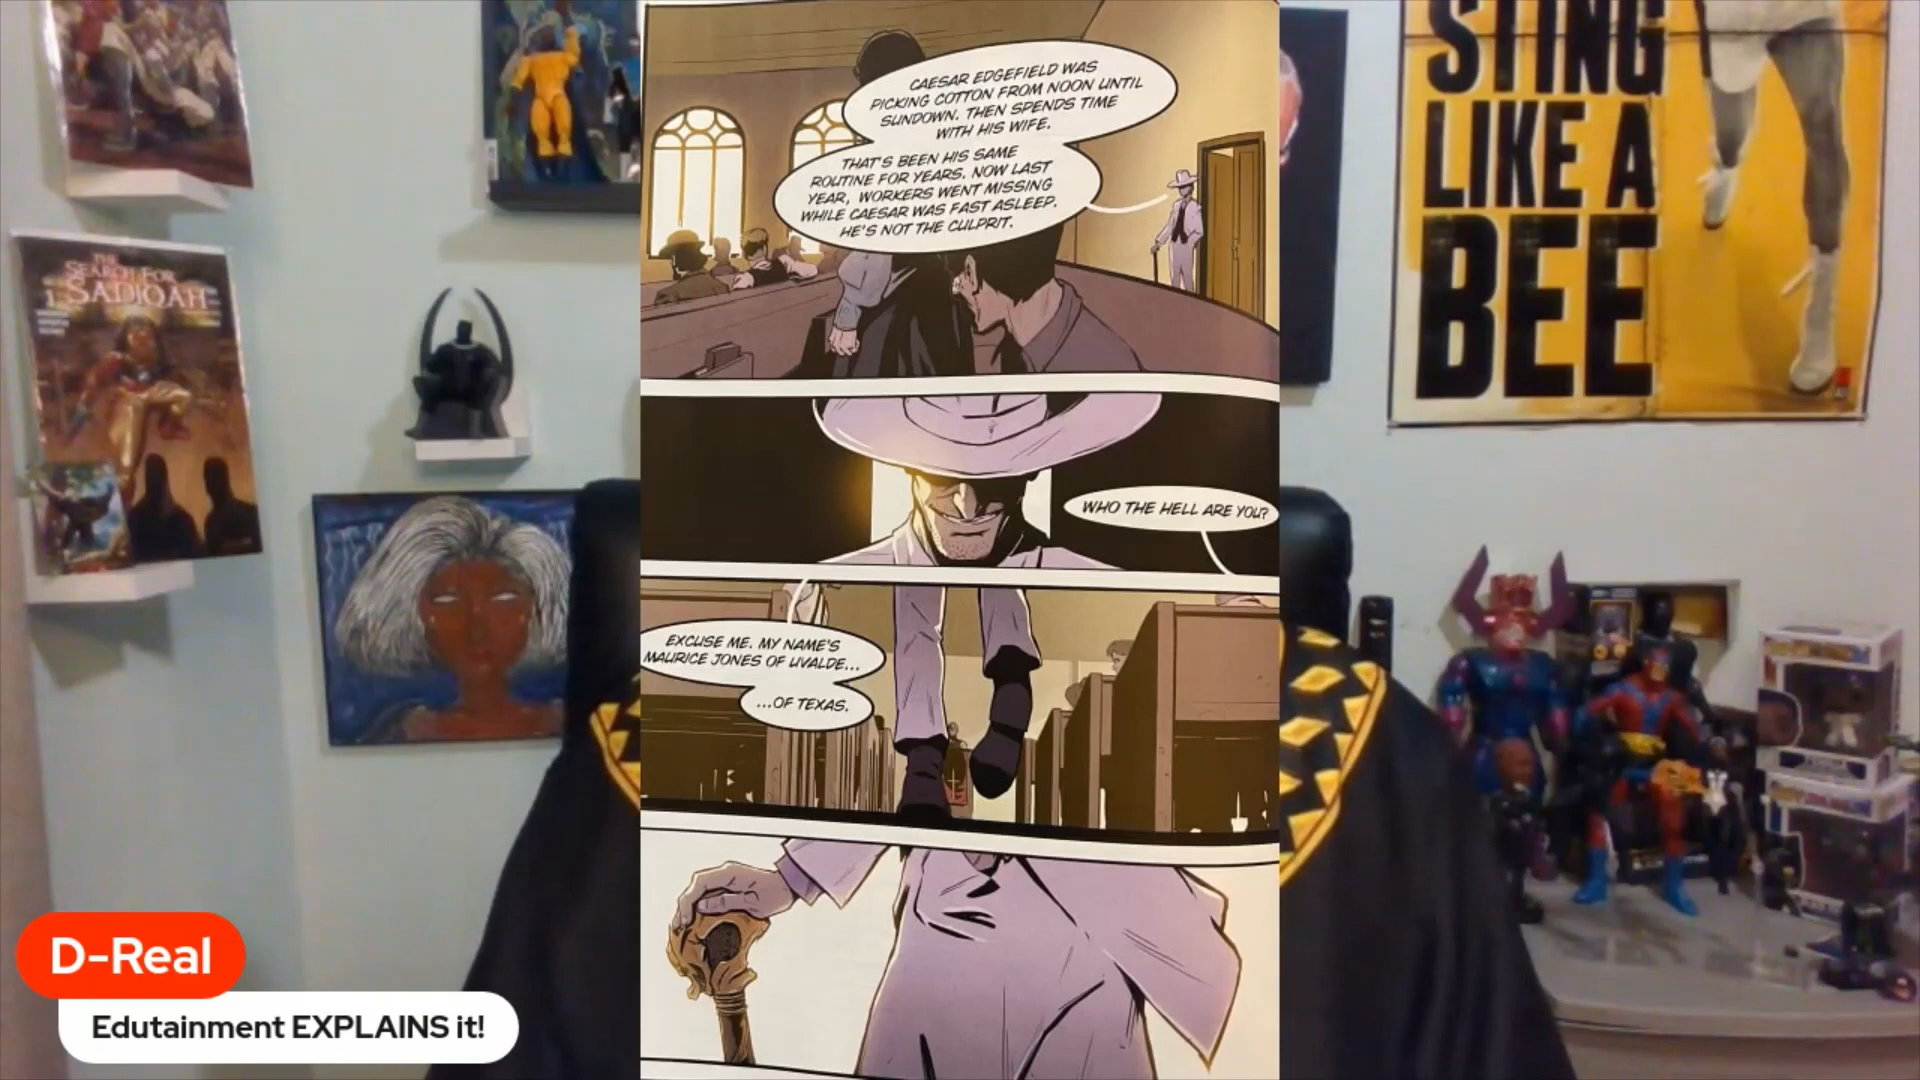 CAESAR EDGEFIELD WAS
PICKING COTTON FROM NOON UNTIL
SUNDOWN. THEN SPENDS TIME
WITH HIS WIFE.
THAT'S BEEN HIS SAME
ROUTINE FOR YEARS. NOW LAST
YEAR, WORKERS WENT MISSING
WHILE CAESAR WAS FAST ASLEEP.
HE'S NOT THE CULPRIT.
WHO THE HELL ARE YOU?
EXCUSE ME. MY NAME'S
MAURICE JONES OF UVALDE...
...OF TEXAS.
THE
SEARCH FOR
SADIQAH
1
STING
LIKE A
BEE
D-Real
Edutainment EXPLAINS it!